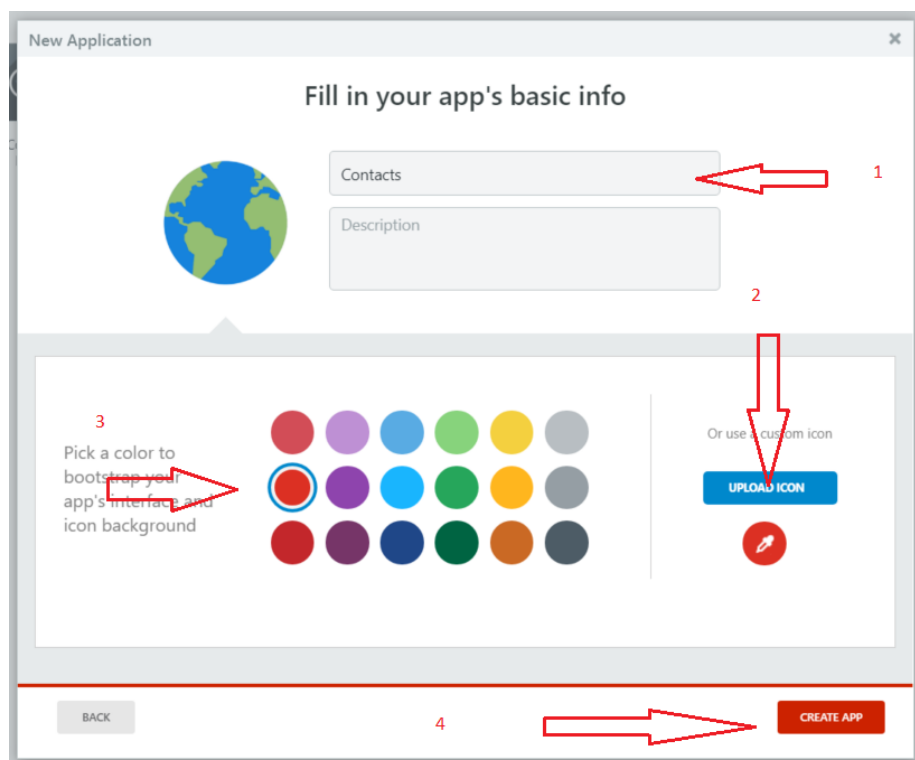 New Application
Fill in your app's basic info
Contacts
1
Description
2
3
Pick a color to
bootstrap your
app's interface and
icon background
Or use a custom icon
UPLOAD ICON
BACK
4
CREATE APP